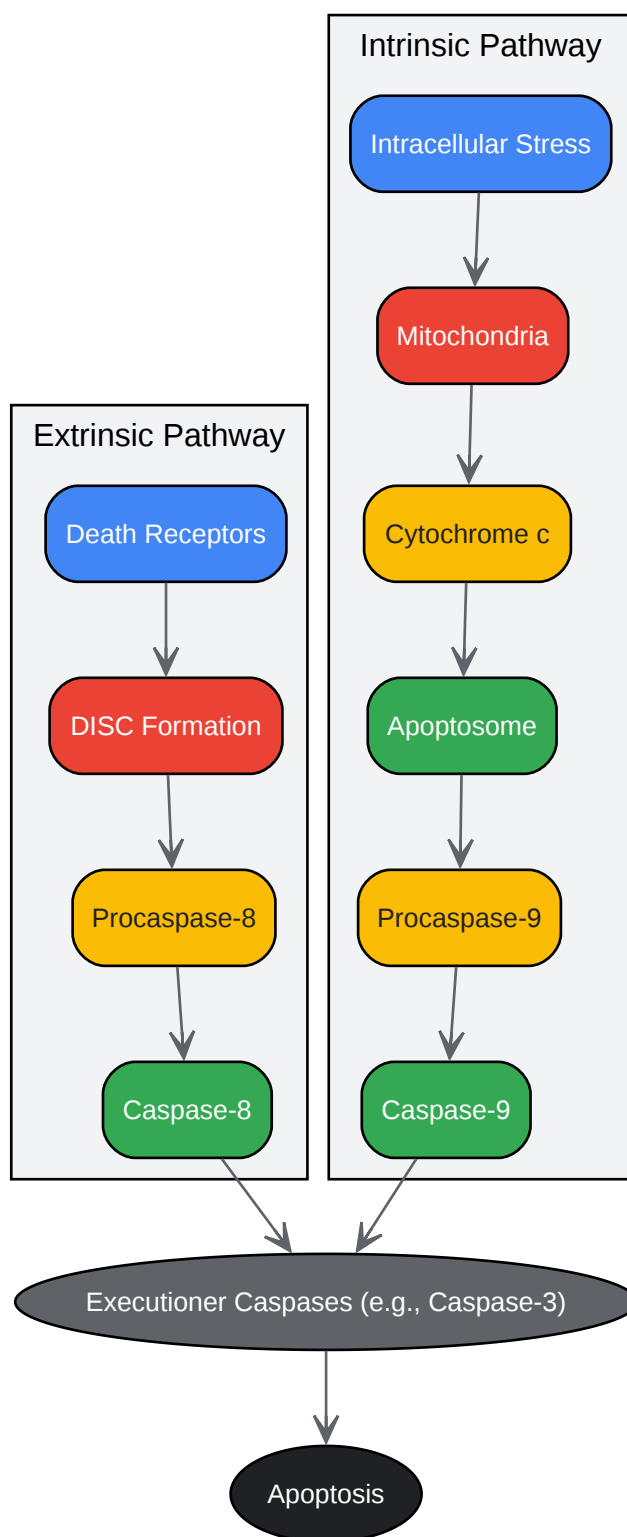 Intrinsic Pathway
Intracellular Stress
Mitochondria
Cytochrome c
Apoptosome
Procaspase-9
Caspase-9
Extrinsic Pathway
Death Receptors
DISC Formation
Procaspase-8
Caspase-8
Executioner Caspases (e.g., Caspase-3)
Apoptosis